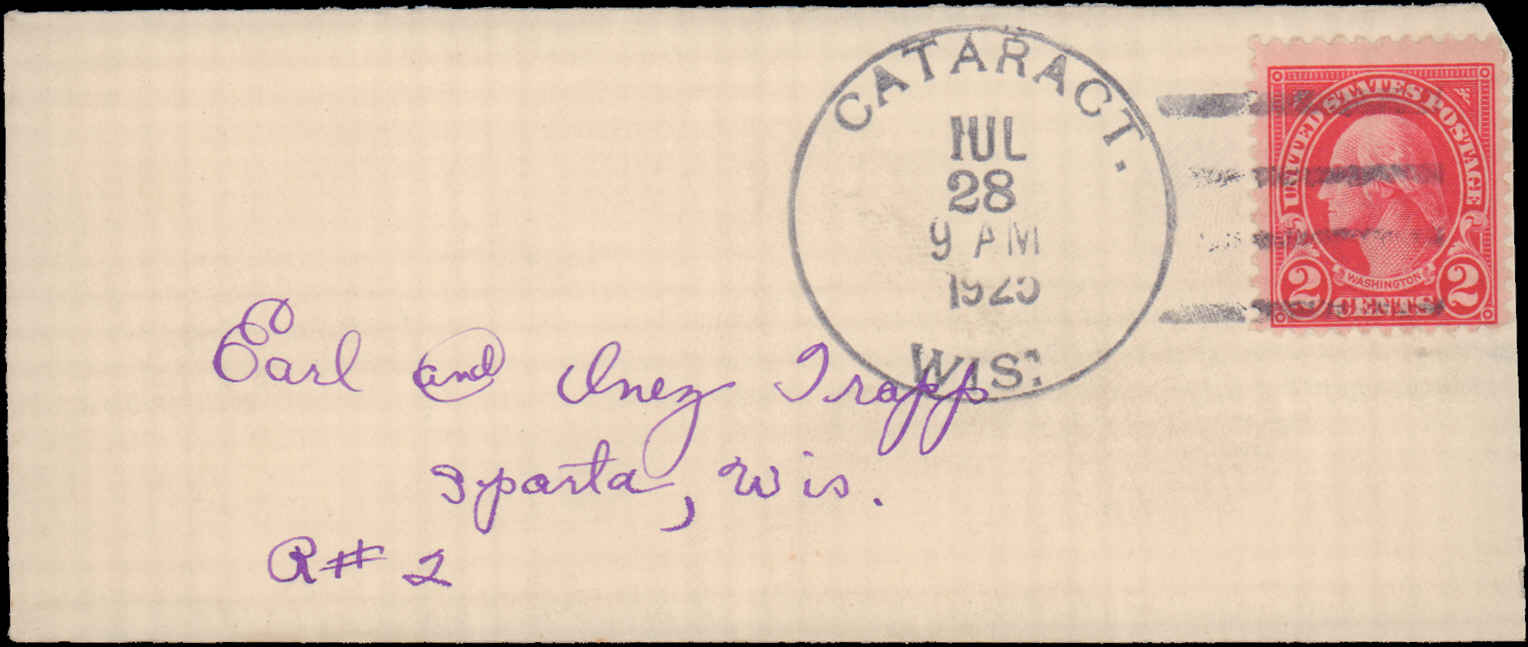 CATARACT.
JUL
28
9 AM
1925
WIS.
UNITED STATES POSTAGE
WASHINGTON
2 CENTS 2
Earl and Inez Trapp
Sparta, Wis.
R# 2